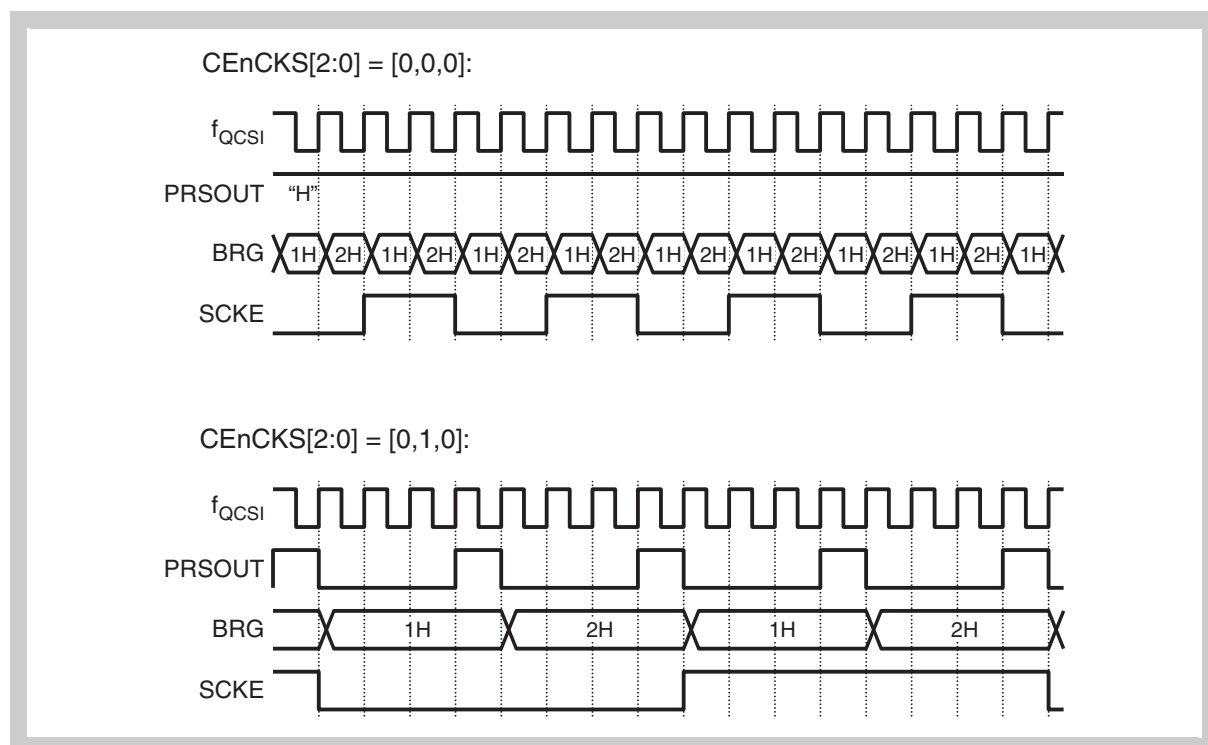 CEnCKS[2:0] = [0,0,0]:
fQCSI
PRSOUT "H"
BRG 1H 2H 1H 2H 1H 2H 1H 2H 1H 2H 1H 2H 1H 2H 1H 2H 1H
SCKE
CEnCKS[2:0] = [0,1,0]:
fQCSI
PRSOUT
BRG 1H 2H 1H 2H
SCKE